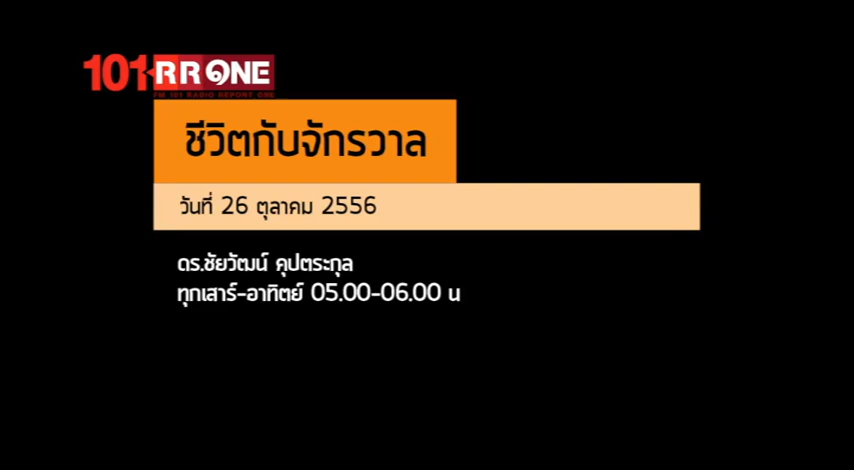 101 RR ONE
FM 101 RADIO REPORT ONE
ชีวิตกับจักรวาล
วันที่ 26 ตุลาคม 2556
ดร.ชัยวัฒน์ คุปตระกุล
ทุกเสาร์-อาทิตย์ 05.00-06.00 น